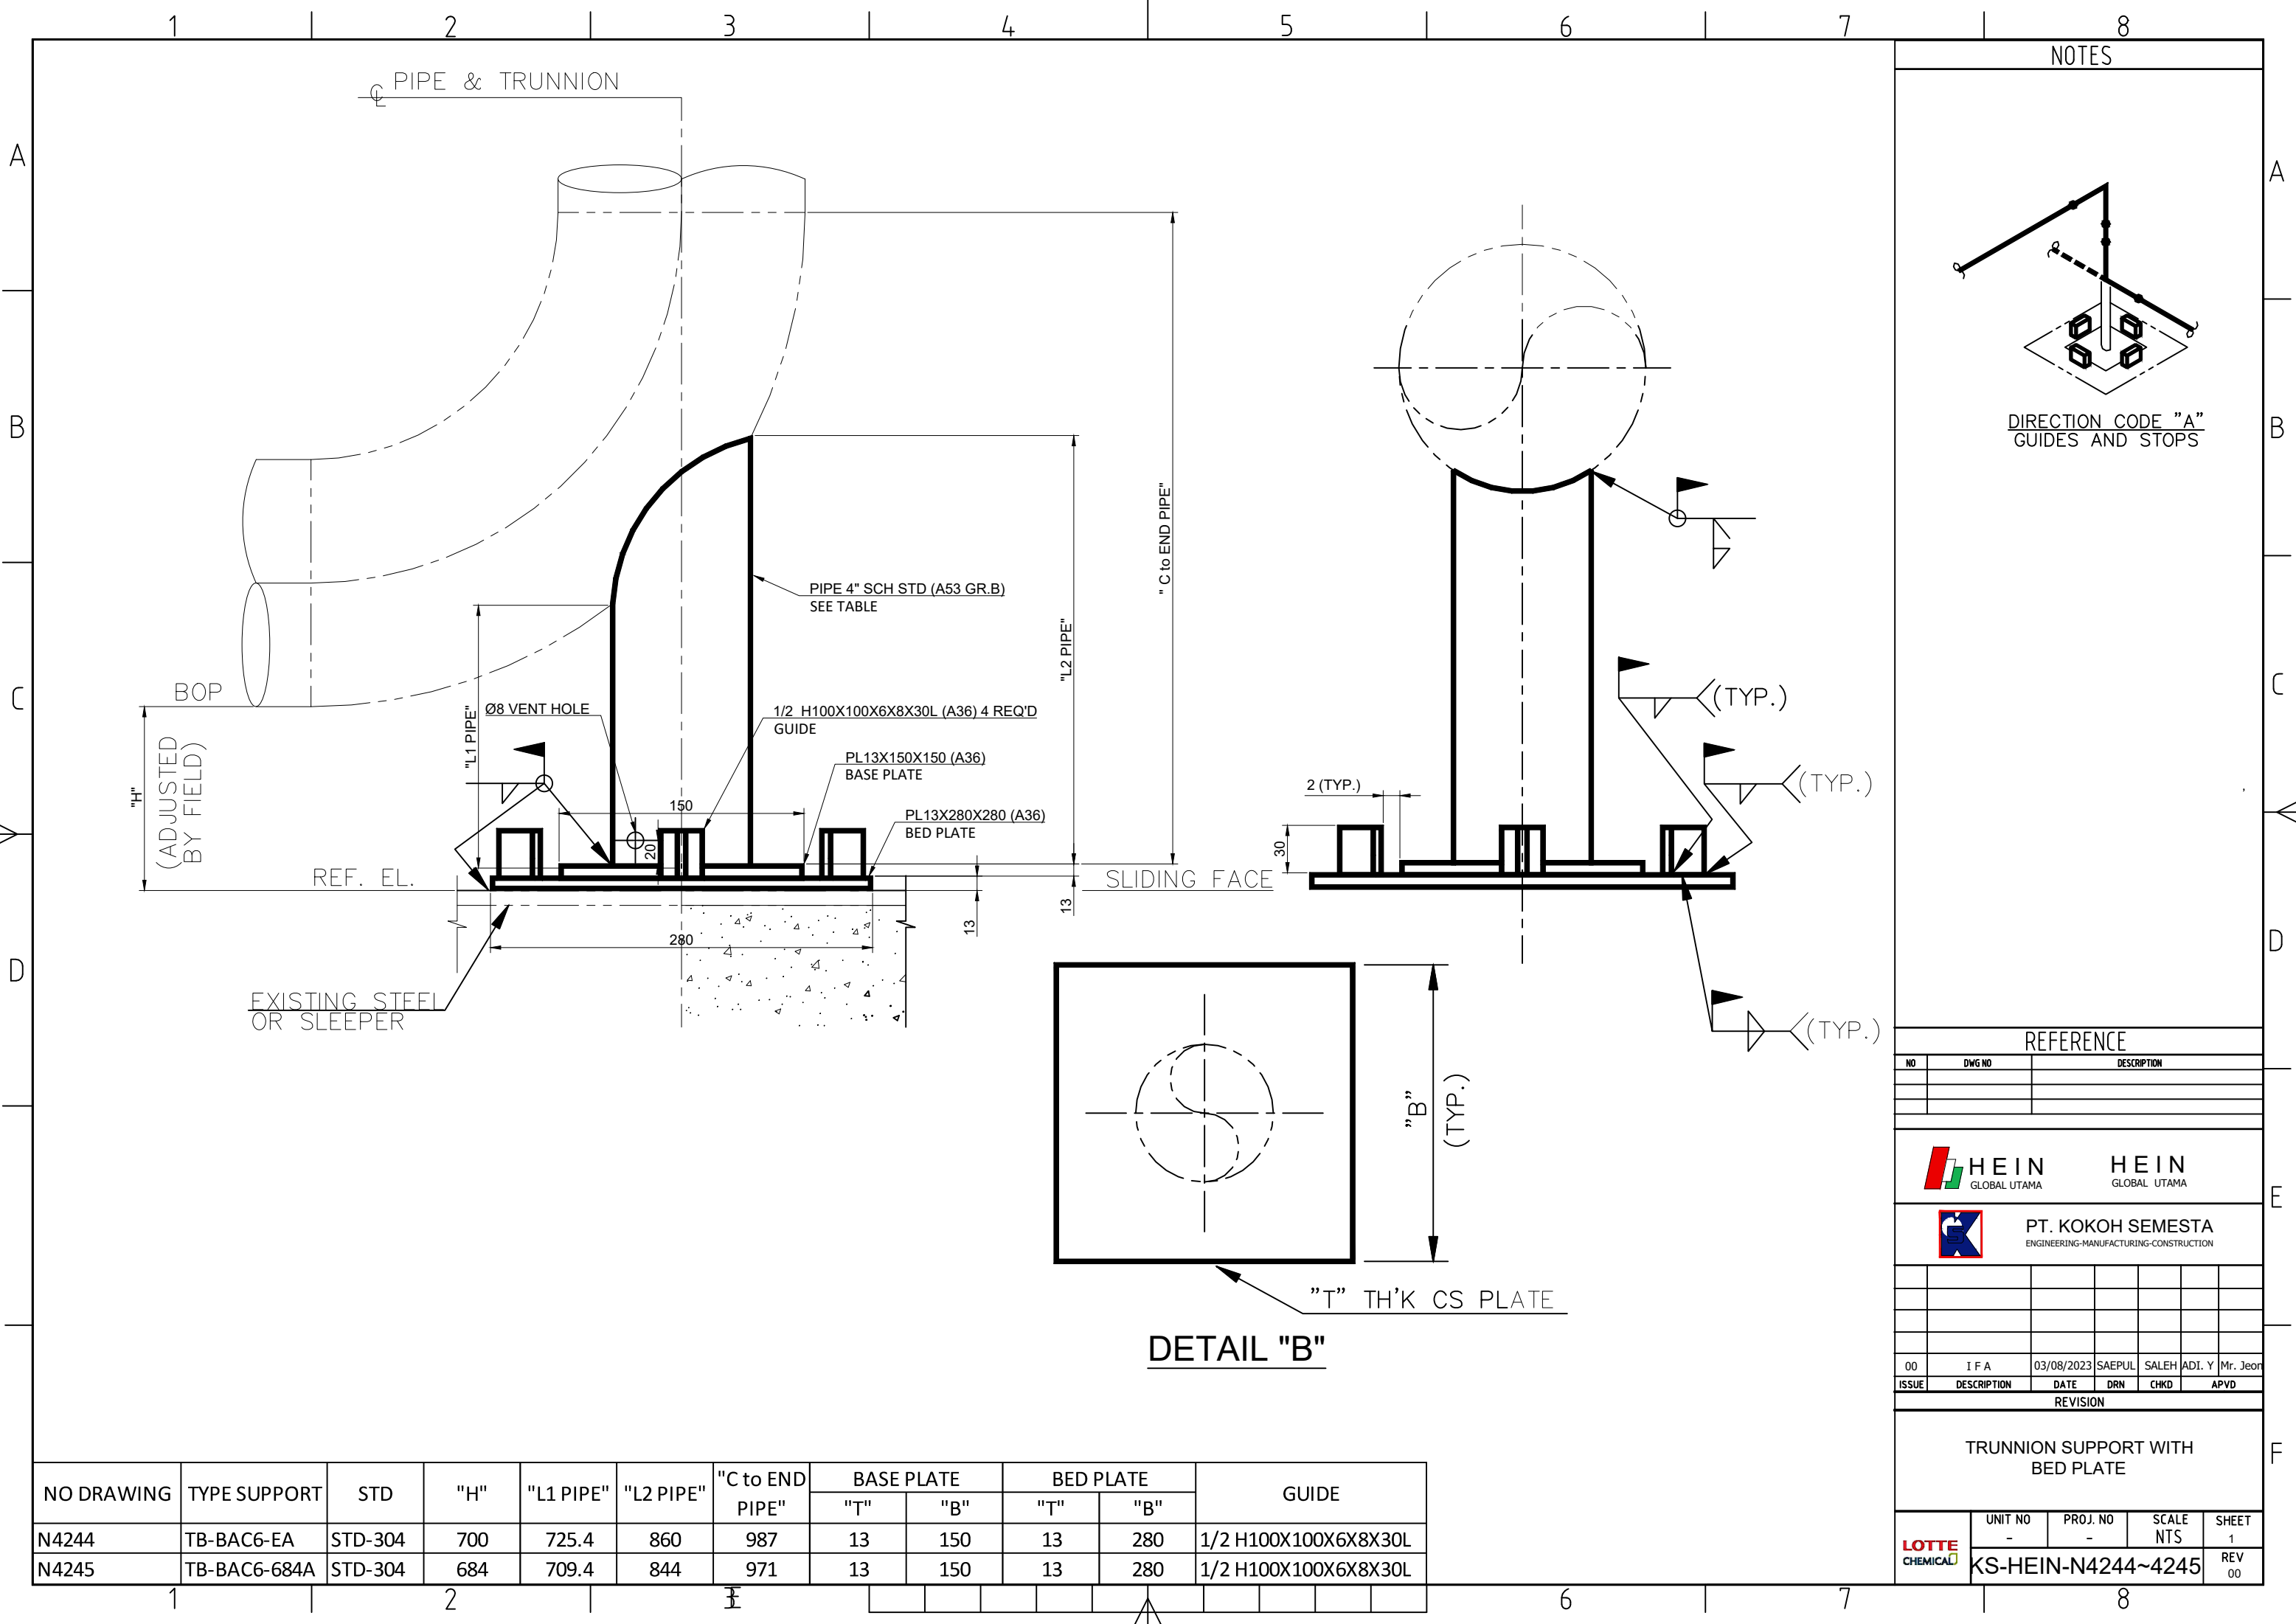 1 2 3 4 5 6 7 8
A
B
C
D
A
B
C
D
E
F
NOTES
℄ PIPE & TRUNNION
DIRECTION CODE "A"
GUIDES AND STOPS
"C to END PIPE"
PIPE 4" SCH STD (A53 GR.B)
SEE TABLE
"L2 PIPE"
"L1 PIPE"
BOP
"H"
(ADJUSTED
BY FIELD)
Ø8 VENT HOLE
1/2 H100X100X6X8X30L (A36) 4 REQ'D
GUIDE
PL13X150X150 (A36)
BASE PLATE
150
PL13X280X280 (A36)
BED PLATE
20
REF. EL.
SLIDING FACE
13
13
280
EXISTING STEEL
OR SLEEPER
(TYP.)
(TYP.)
2 (TYP.)
30
(TYP.)
"B"
(TYP.)
"T" TH'K CS PLATE
DETAIL "B"
REFERENCE
NO DWG NO DESCRIPTION
HEIN
GLOBAL UTAMA
HEIN
GLOBAL UTAMA
PT. KOKOH SEMESTA
ENGINEERING-MANUFACTURING-CONSTRUCTION
00 IFA 03/08/2023 SAEPUL SALEH ADI. Y Mr. Jeon
ISSUE DESCRIPTION DATE DRN CHKD APVD
REVISION
TRUNNION SUPPORT WITH
BED PLATE
UNIT NO PROJ. NO SCALE SHEET
- - NTS 1
LOTTE
CHEMICAL
KS-HEIN-N4244~4245
REV
00
NO DRAWING TYPE SUPPORT STD "H" "L1 PIPE" "L2 PIPE" "C to END PIPE" BASE PLATE BED PLATE GUIDE
"T" "B" "T" "B"
N4244 TB-BAC6-EA STD-304 700 725.4 860 987 13 150 13 280 1/2 H100X100X6X8X30L
N4245 TB-BAC6-684A STD-304 684 709.4 844 971 13 150 13 280 1/2 H100X100X6X8X30L
1 2 6 7 8